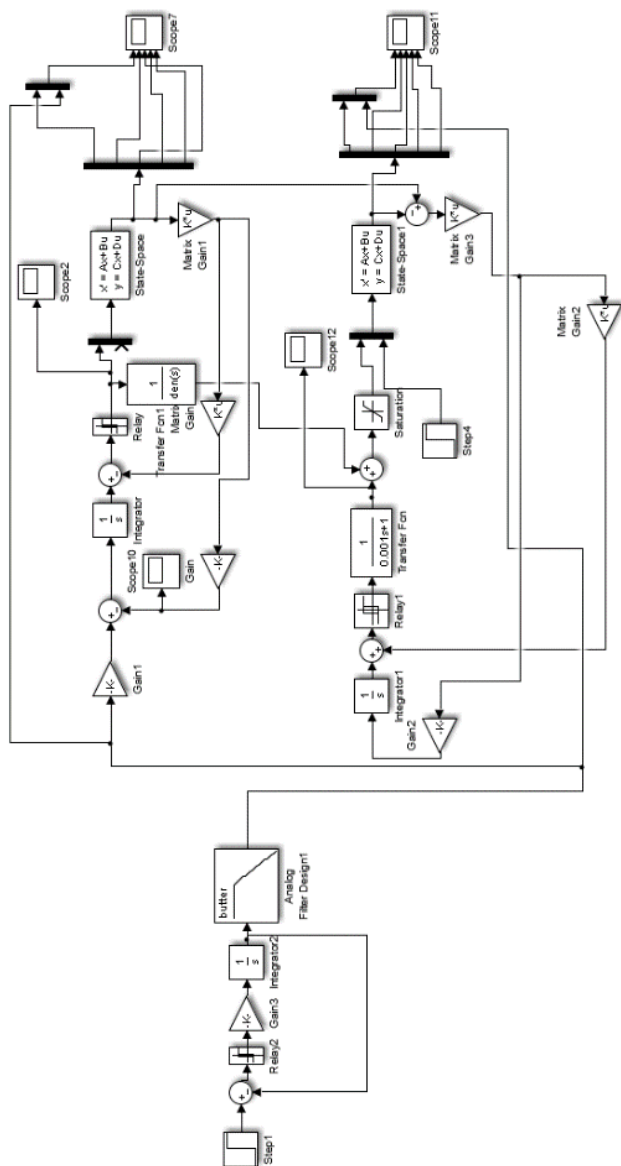 Step1
+
−
Relay2
-K-
Gain3
1
s
Integrator2
butter
Analog
Filter Design1
-K-
Gain1
+
−
Scope10
-K-
Gain
1
s
Integrator
+
−
Relay
1
den(s)
Transfer Fcn1
Matrix
Gain
K*u
Scope2
x' = Ax+Bu
y = Cx+Du
State-Space
K*u
Matrix
Gain1
Scope7
-K-
Gain2
1
s
Integrator1
+
+
Relay1
1
0.001s+1
Transfer Fcn
+
+
Scope12
Saturation
Step4
x' = Ax+Bu
y = Cx+Du
State-Space1
−
+
K*u
Matrix
Gain3
Scope11
K*u
Matrix
Gain2